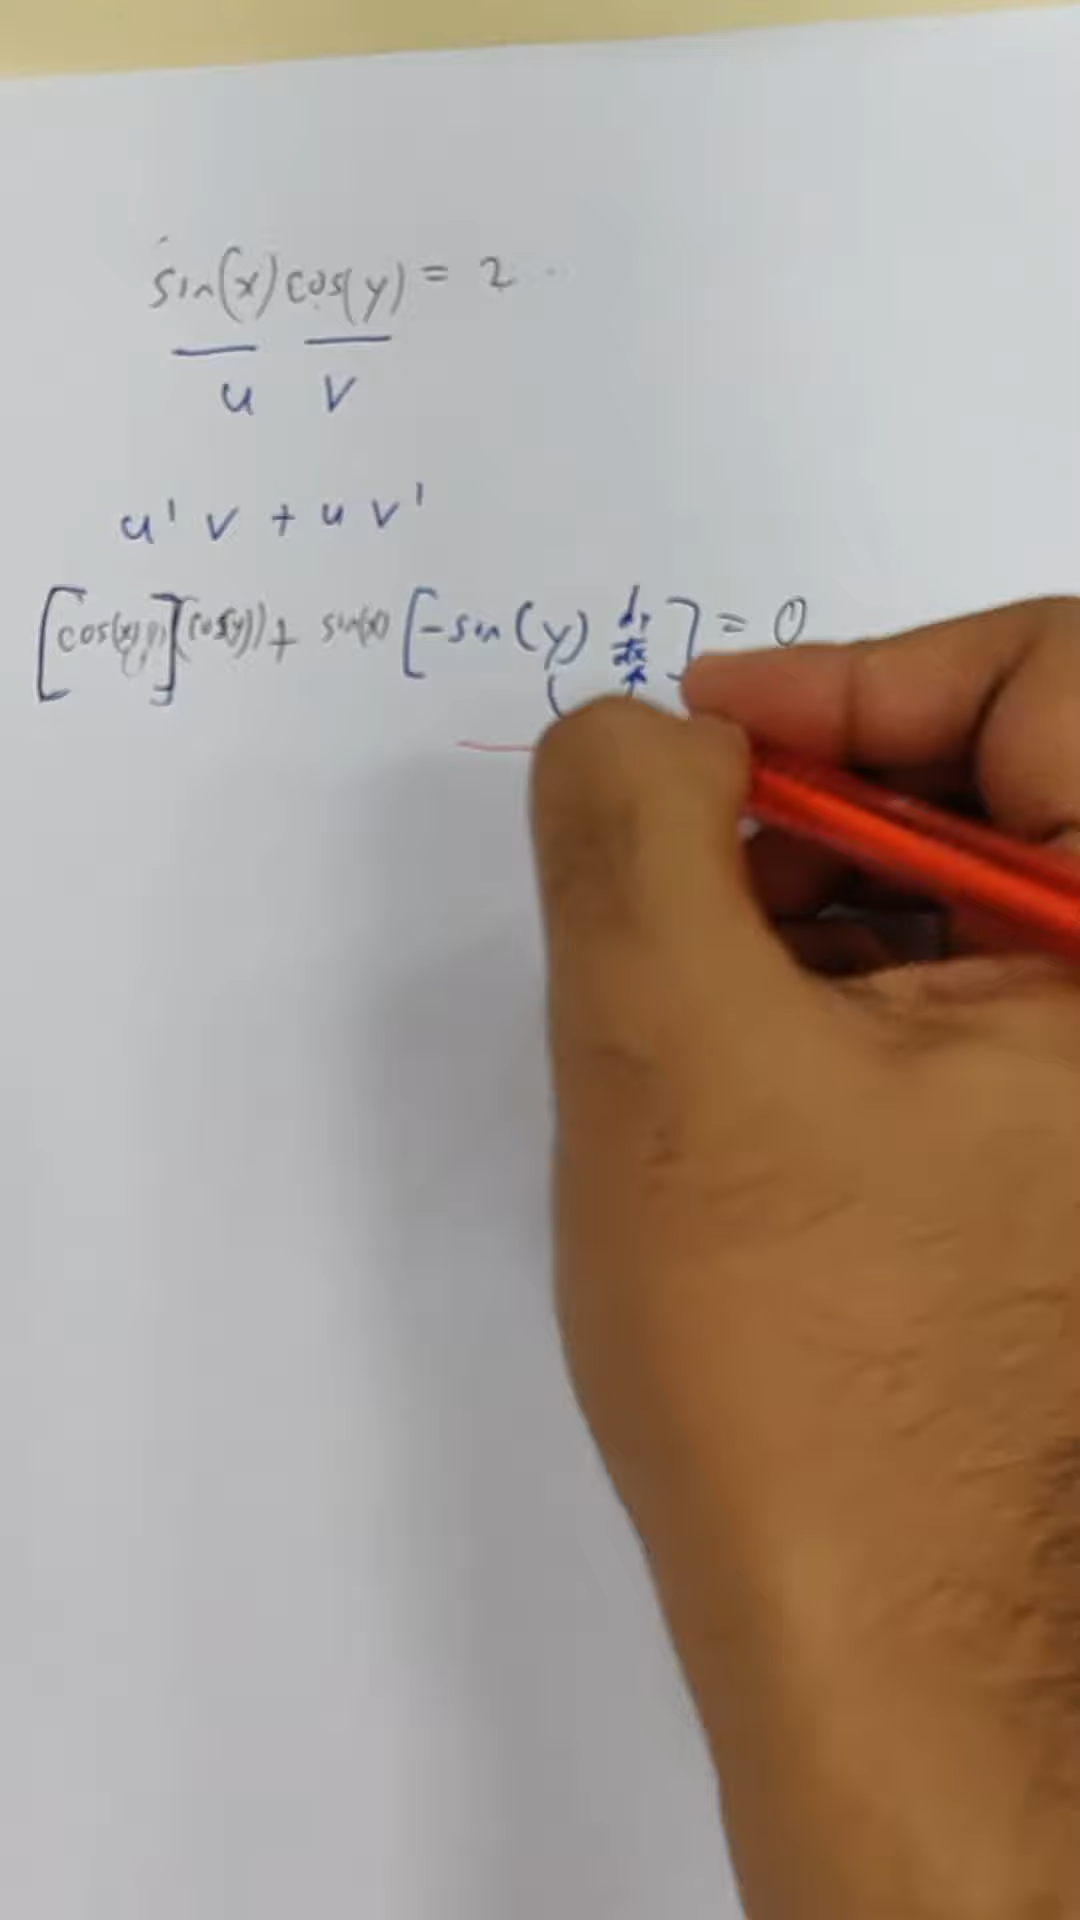 sin(x) cos(y) = 2
u v
u' v + u v'
[cos(x)](cos(y)) + sin(x) [-sin(y) dy/dx] = 0